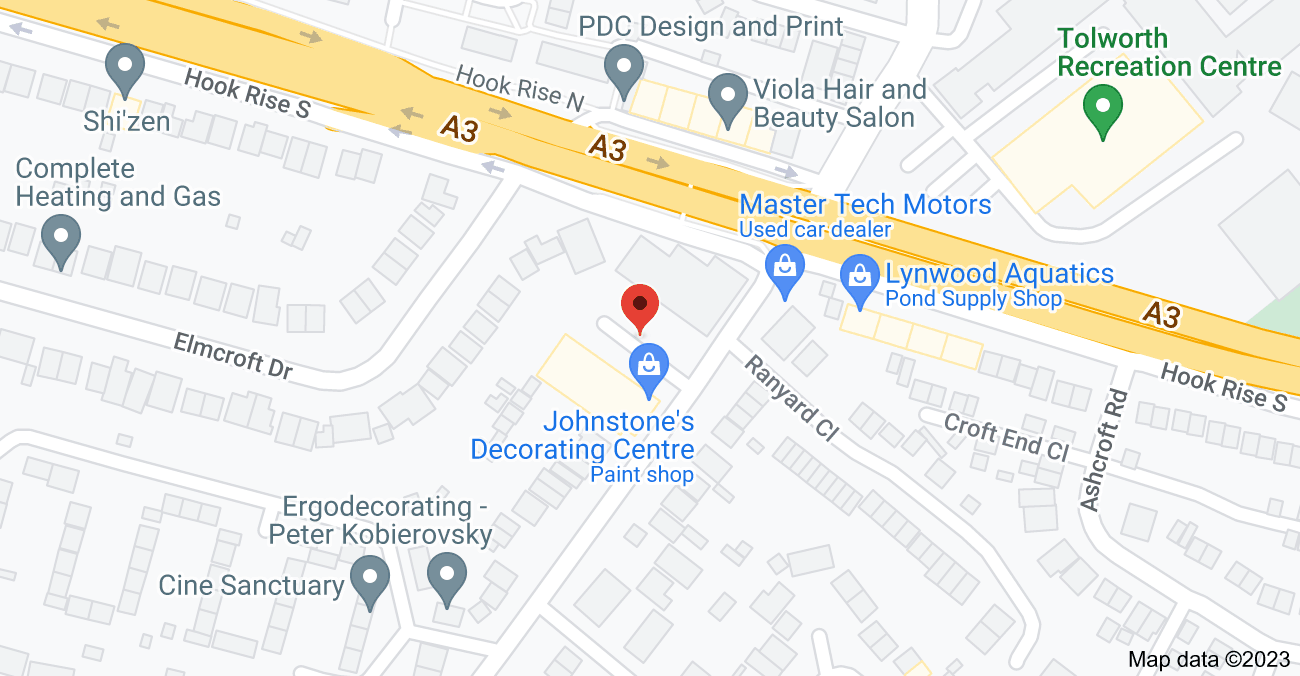 PDC Design and Print
Tolworth
Recreation Centre
Hook Rise S
Hook Rise N
Viola Hair and
Beauty Salon
Shi'zen
A3
A3
Complete
Heating and Gas
Master Tech Motors
Used car dealer
Lynwood Aquatics
Pond Supply Shop
A3
Elmcroft Dr
Ranyard Cl
Hook Rise S
Johnstone's
Decorating Centre
Paint shop
Croft End Cl
Ashcroft Rd
Ergodecorating -
Peter Kobierovsky
Cine Sanctuary
Map data ©2023